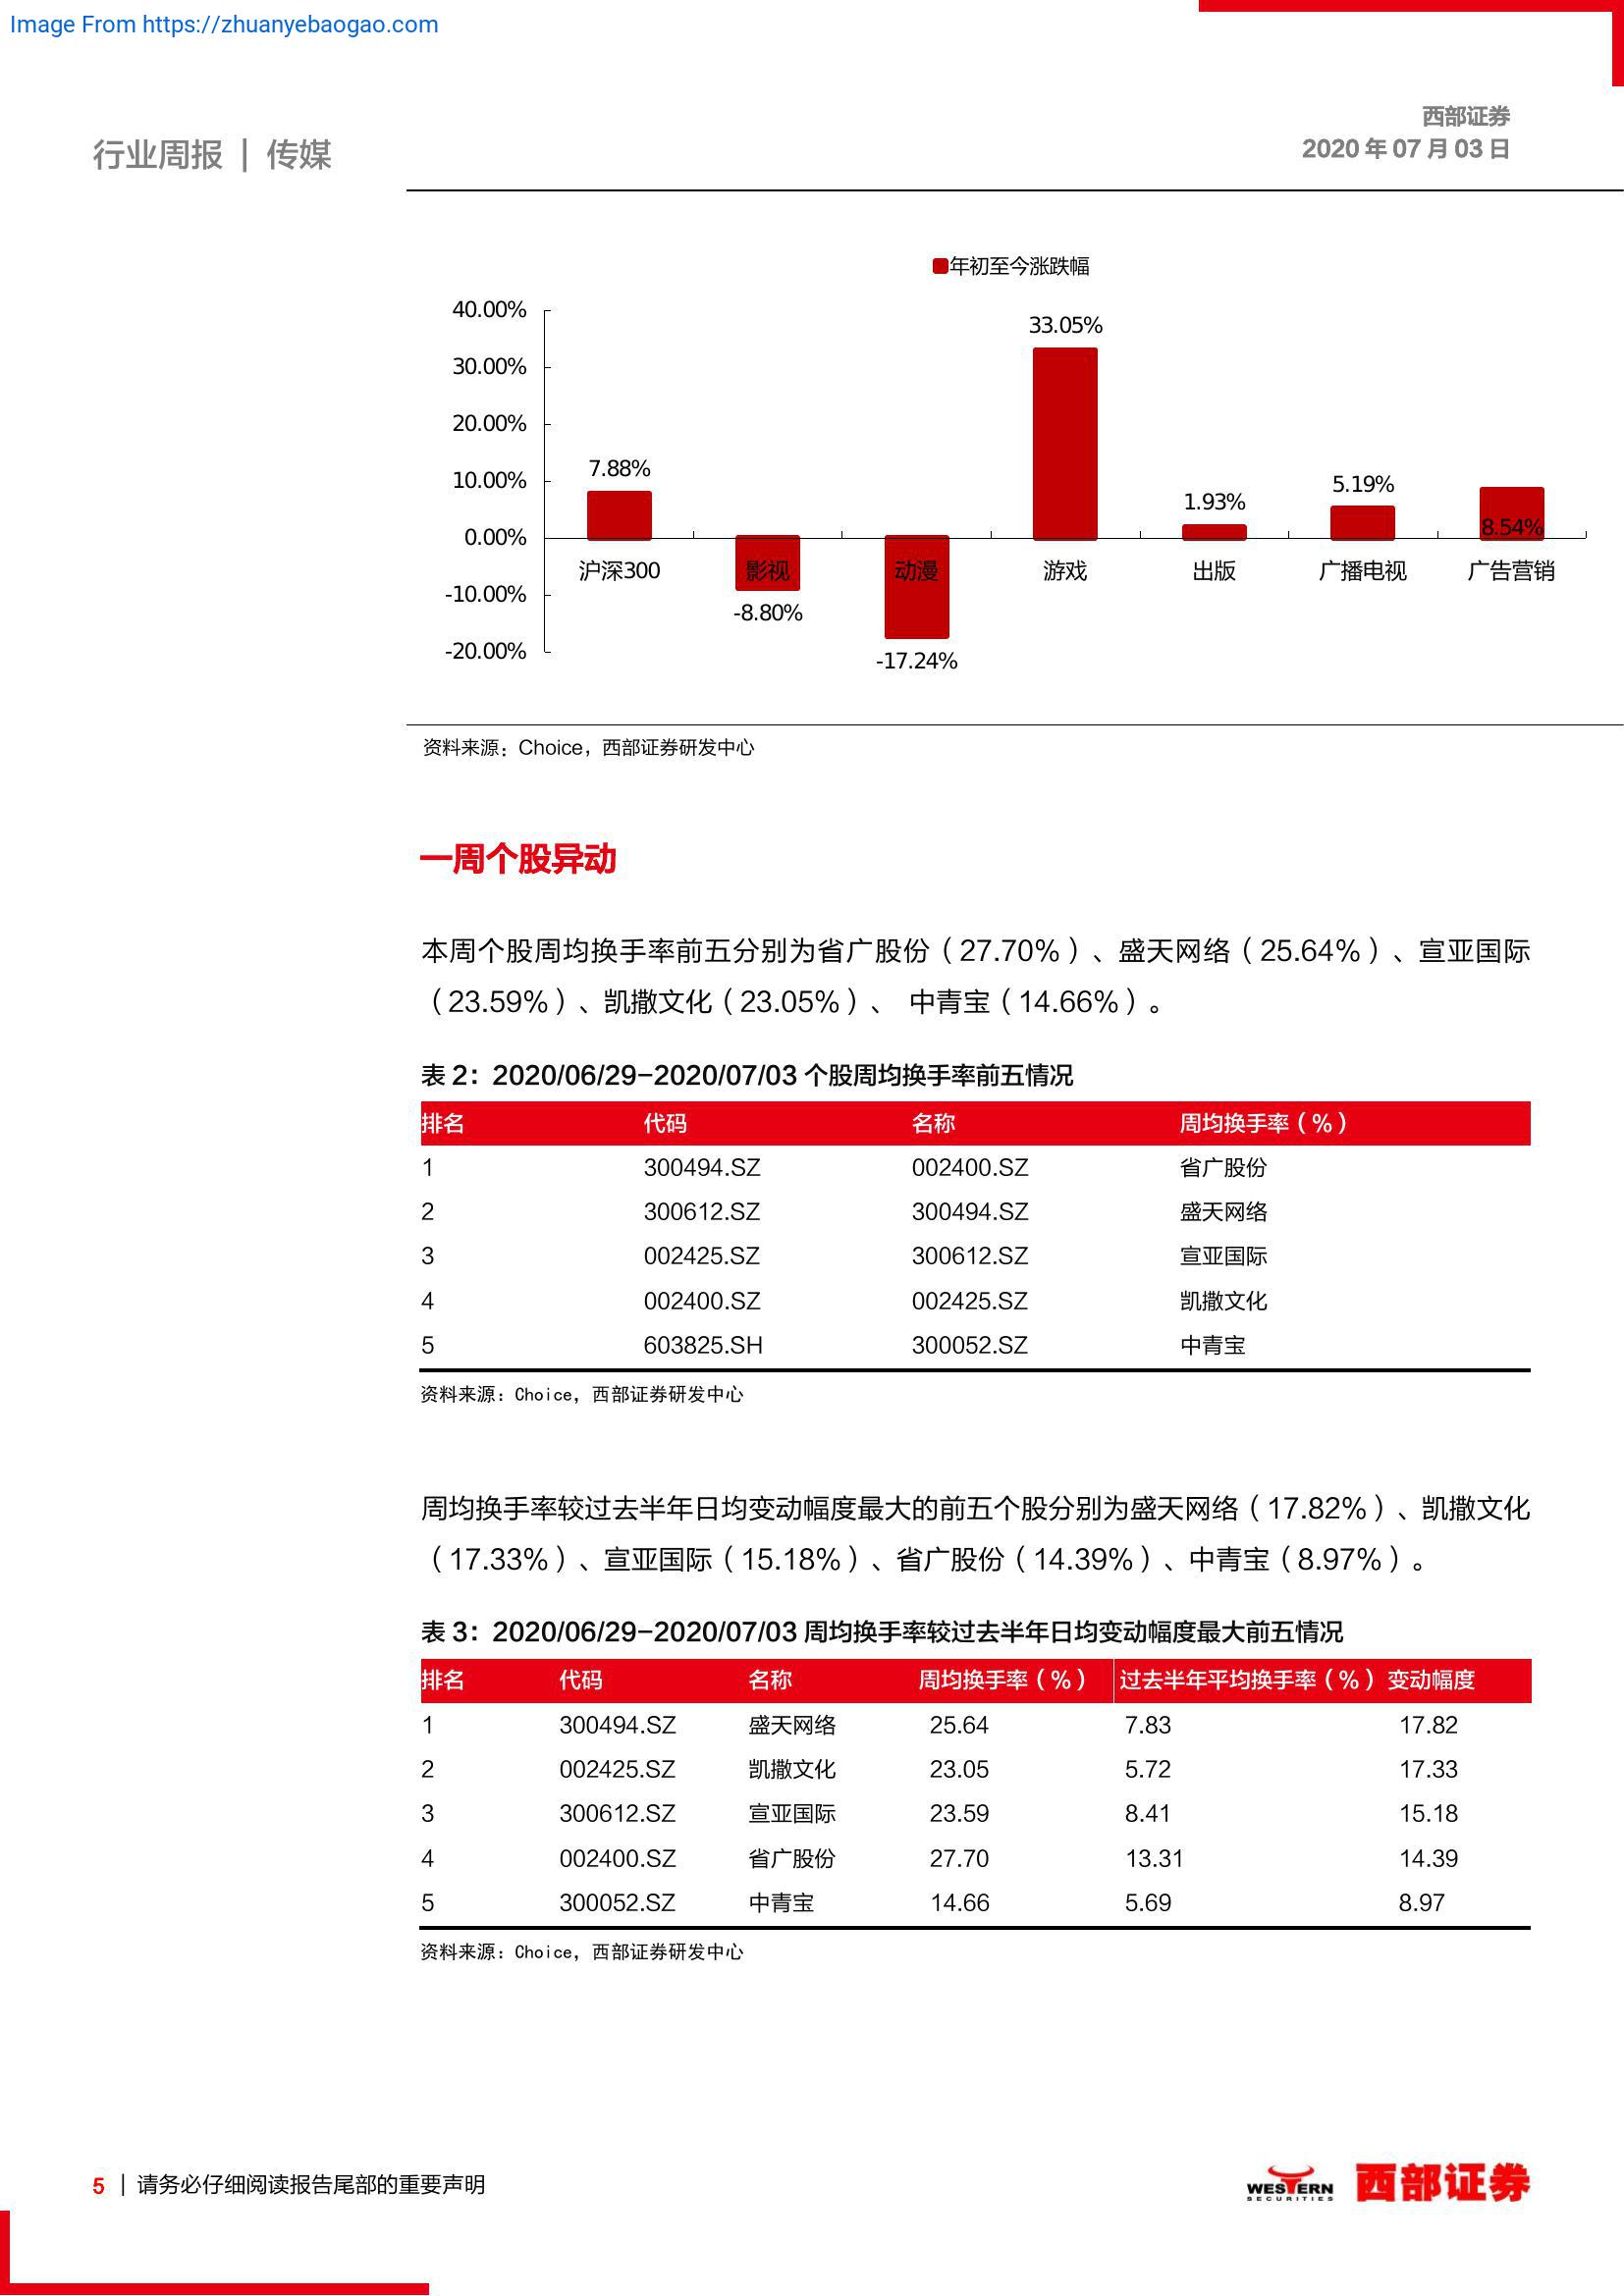 Image From https://zhuanyebaogao.com
西部证券
行业周报 | 传媒
2020 年 07 月 03 日
年初至今涨跌幅
40.00%
30.00%
20.00%
10.00%
0.00%
-10.00%
-20.00%
7.88%
-8.80%
-17.24%
33.05%
1.93%
5.19%
8.54%
沪深300 影视 动漫 游戏 出版 广播电视 广告营销
资料来源：Choice，西部证券研发中心
一周个股异动
本周个股周均换手率前五分别为省广股份（27.70%）、盛天网络（25.64%）、宣亚国际
（23.59%）、凯撒文化（23.05%）、 中青宝（14.66%）。
表 2：2020/06/29-2020/07/03 个股周均换手率前五情况
排名 代码 名称 周均换手率（%）
1 300494.SZ 002400.SZ 省广股份
2 300612.SZ 300494.SZ 盛天网络
3 002425.SZ 300612.SZ 宣亚国际
4 002400.SZ 002425.SZ 凯撒文化
5 603825.SH 300052.SZ 中青宝
资料来源：Choice，西部证券研发中心
周均换手率较过去半年日均变动幅度最大的前五个股分别为盛天网络（17.82%）、凯撒文化
（17.33%）、宣亚国际（15.18%）、省广股份（14.39%）、中青宝（8.97%）。
表 3：2020/06/29-2020/07/03 周均换手率较过去半年日均变动幅度最大前五情况
排名 代码 名称 周均换手率（%） 过去半年平均换手率（%） 变动幅度
1 300494.SZ 盛天网络 25.64 7.83 17.82
2 002425.SZ 凯撒文化 23.05 5.72 17.33
3 300612.SZ 宣亚国际 23.59 8.41 15.18
4 002400.SZ 省广股份 27.70 13.31 14.39
5 300052.SZ 中青宝 14.66 5.69 8.97
资料来源：Choice，西部证券研发中心
5 | 请务必仔细阅读报告尾部的重要声明
WESTERN
SECURITIES
西部证券